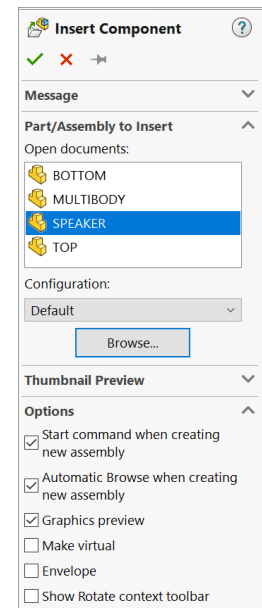 Insert Component
?
Message
Part/Assembly to Insert
Open documents:
BOTTOM
MULTIBODY
SPEAKER
TOP
Configuration:
Default
Browse...
Thumbnail Preview
Options
Start command when creating
new assembly
Automatic Browse when creating
new assembly
Graphics preview
Make virtual
Envelope
Show Rotate context toolbar